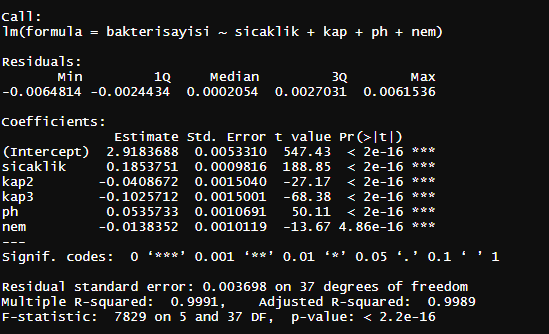 Call:
lm(formula = bakterisayisi ~ sicaklik + kap + ph + nem)
Residuals:
Min 1Q Median 3Q Max
-0.0064814 -0.0024434 0.0002054 0.0027031 0.0061536
Coefficients:
Estimate Std. Error t value Pr(>|t|)
(Intercept) 2.9183688 0.0053310 547.43 < 2e-16 ***
sicaklik 0.1853751 0.0009816 188.85 < 2e-16 ***
kap2 -0.0408672 0.0015040 -27.17 < 2e-16 ***
kap3 -0.1025712 0.0015001 -68.38 < 2e-16 ***
ph 0.0535733 0.0010691 50.11 < 2e-16 ***
nem -0.0138352 0.0010119 -13.67 4.86e-16 ***
---
Signif. codes: 0 ‘***’ 0.001 ‘**’ 0.01 ‘*’ 0.05 ‘.’ 0.1 ‘ ’ 1
Residual standard error: 0.003698 on 37 degrees of freedom
Multiple R-squared: 0.9991, Adjusted R-squared: 0.9989
F-statistic: 7829 on 5 and 37 DF, p-value: < 2.2e-16